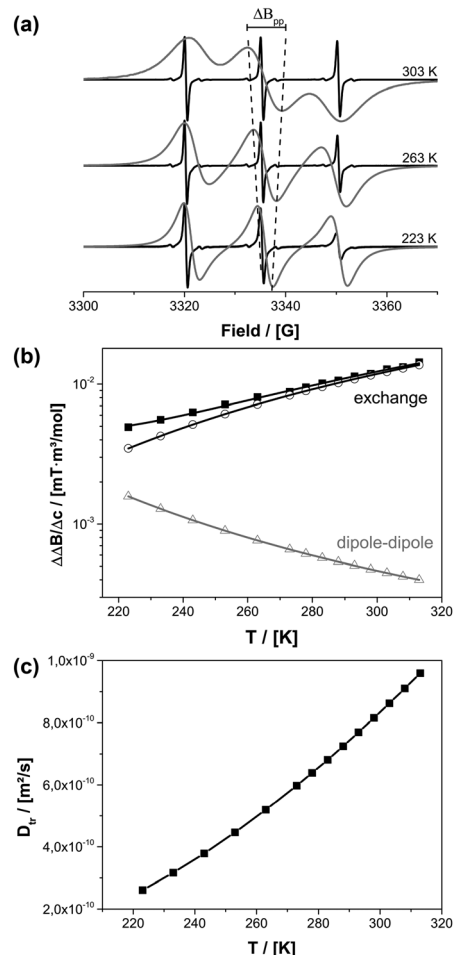 (a)
ΔBpp
303 K
263 K
223 K
3300 3320 3340 3360
Field / [G]
(b)
10⁻²
10⁻³
ΔΔB/Δc / [mT·m³/mol]
exchange
dipole-dipole
220 240 260 280 300 320
T / [K]
(c)
1,0x10⁻⁹
8,0x10⁻¹⁰
6,0x10⁻¹⁰
4,0x10⁻¹⁰
2,0x10⁻¹⁰
Dtr / [m²/s]
220 240 260 280 300 320
T / [K]